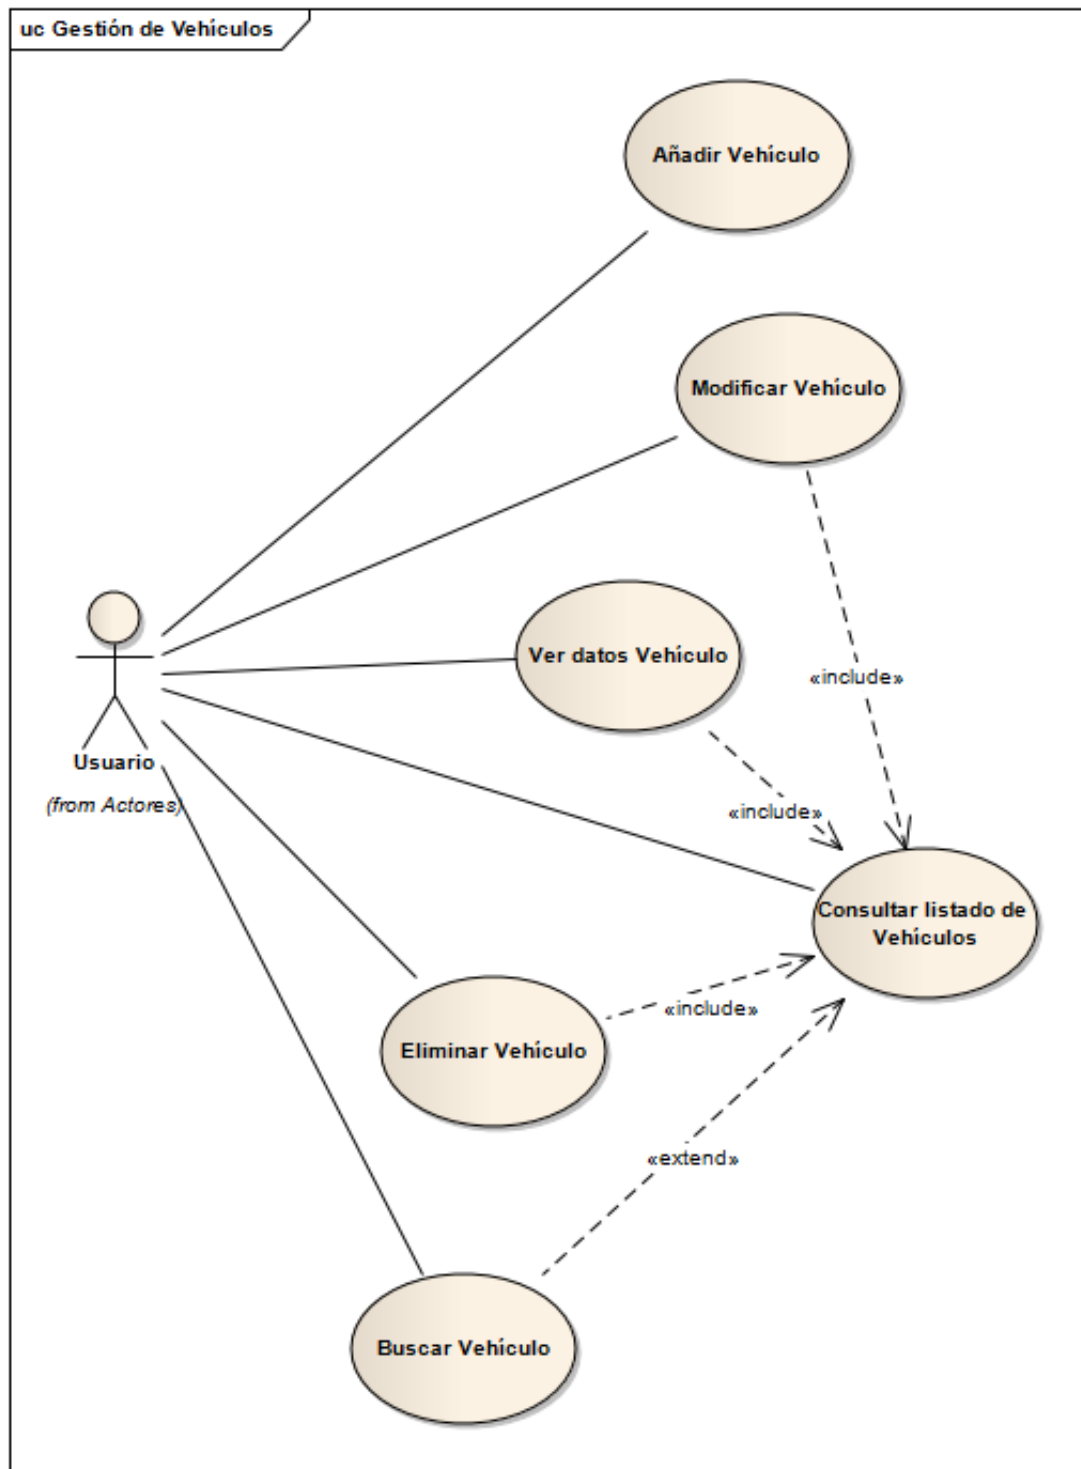 uc Gestión de Vehículos
Añadir Vehículo
Modificar Vehículo
Ver datos Vehículo
«include»
Usuario
(from Actores)
«include»
Consultar listado de
Vehículos
«include»
Eliminar Vehículo
«extend»
Buscar Vehículo